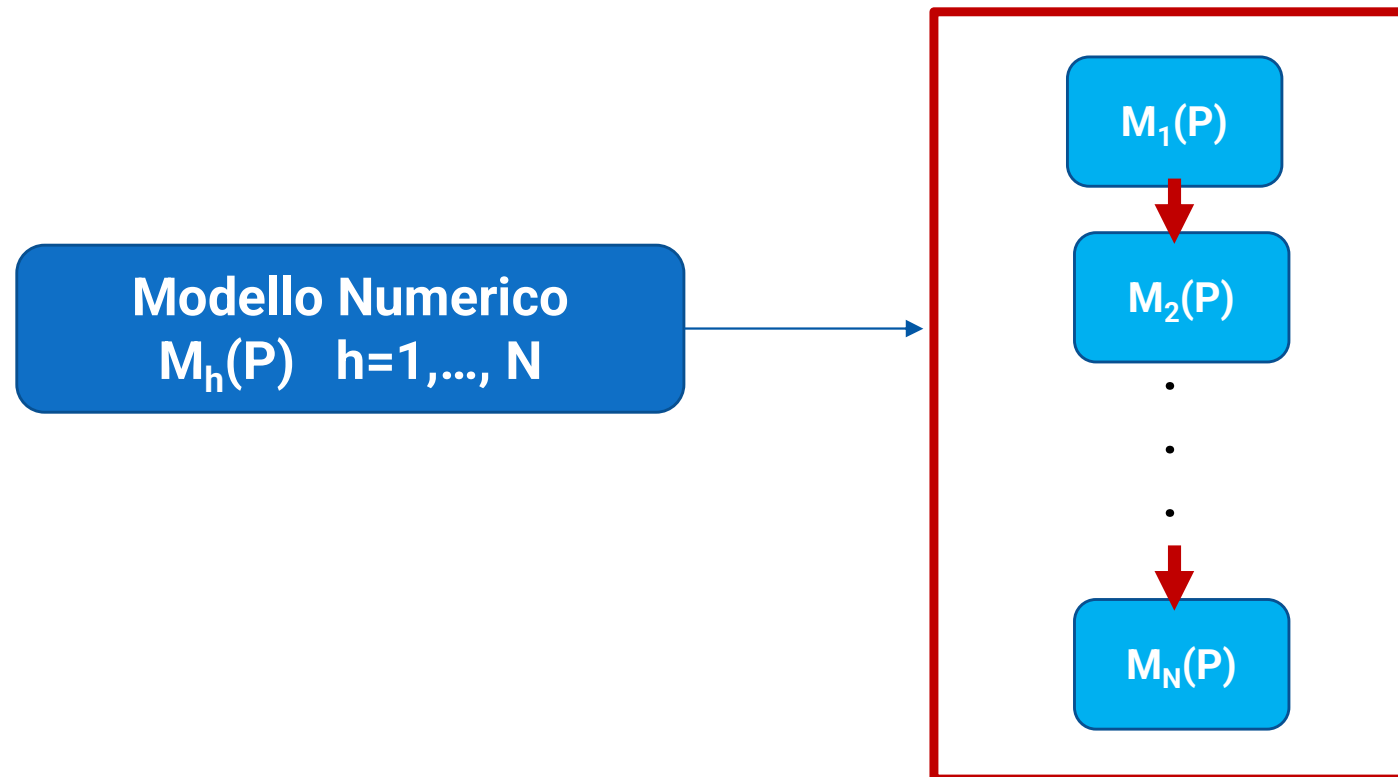 Modello Numerico
Mh(P) h=1,…, N
M1(P)
M2(P)
.
.
.
MN(P)